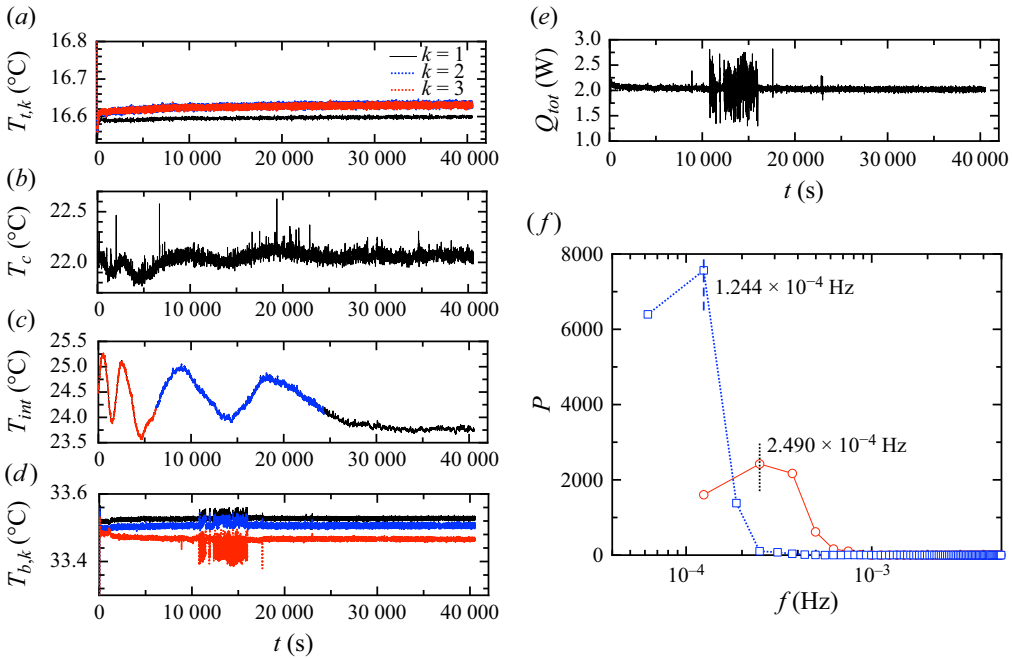 (a)
16.8
16.6
T_{t,k} (°C)
k = 1
k = 2
k = 3
0 10 000 20 000 30 000 40 000
(b)
22.5
22.0
T_c (°C)
0 10 000 20 000 30 000 40 000
(c)
25.5
25.0
24.5
24.0
23.5
T_{int} (°C)
0 10 000 20 000 30 000 40 000
(d)
33.6
33.4
T_{b,k} (°C)
0 10 000 20 000 30 000 40 000
t (s)
(e)
3.0
2.5
2.0
1.5
1.0
Q_{tot} (W)
0 10 000 20 000 30 000 40 000
t (s)
(f)
8000
6000
4000
2000
0
P
1.244 × 10⁻⁴ Hz
2.490 × 10⁻⁴ Hz
10⁻⁴ 10⁻³
f (Hz)